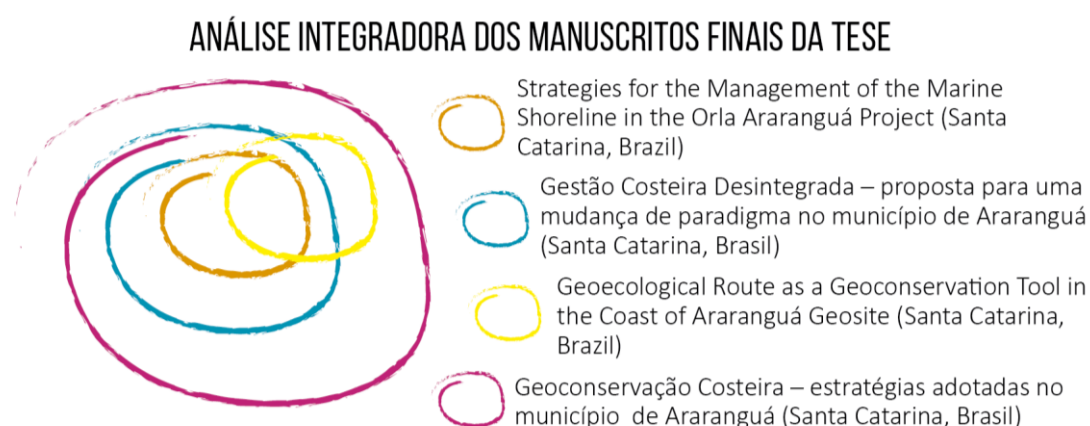 ANÁLISE INTEGRADORA DOS MANUSCRITOS FINAIS DA TESE
Strategies for the Management of the Marine
Shoreline in the Orla Araranguá Project (Santa
Catarina, Brazil)
Gestão Costeira Desintegrada – proposta para uma
mudança de paradigma no município de Araranguá
(Santa Catarina, Brasil)
Geoecological Route as a Geoconservation Tool in
the Coast of Araranguá Geosite (Santa Catarina,
Brazil)
Geoconservação Costeira – estratégias adotadas no
município de Araranguá (Santa Catarina, Brasil)